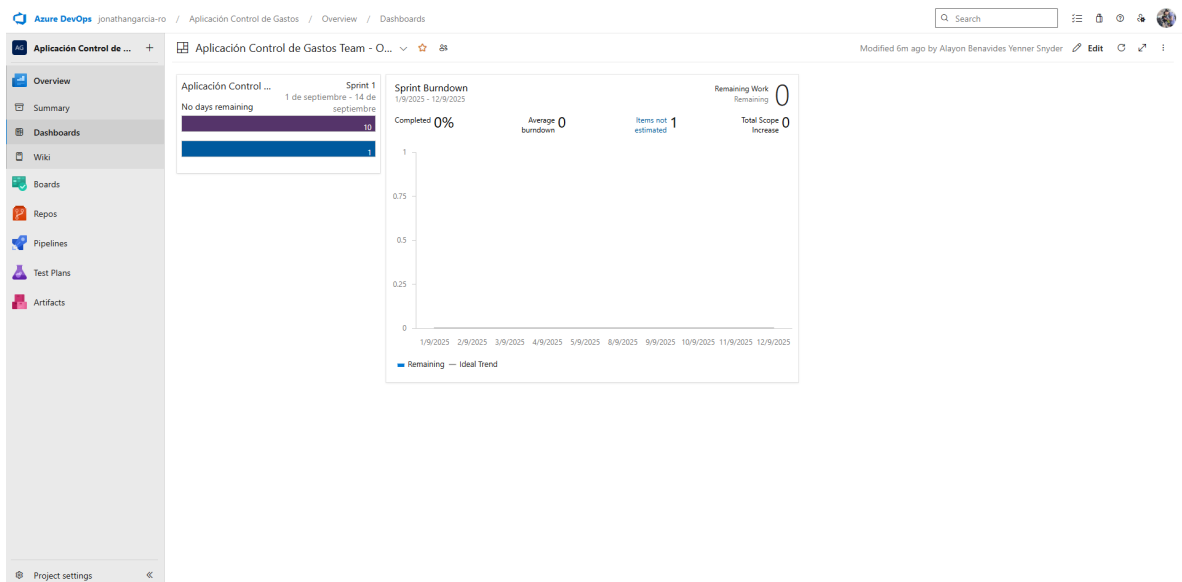 Azure DevOps jonathangarcia-ro / Aplicación Control de Gastos / Overview / Dashboards
Search
AG Aplicación Control de ... +
Aplicación Control de Gastos Team - O...
Modified 6m ago by Alayon Benavides Yenner Snyder
Edit
Overview
Summary
Dashboards
Wiki
Boards
Repos
Pipelines
Test Plans
Artifacts
Project settings
Aplicación Control ...
Sprint 1
1 de septiembre - 14 de
septiembre
No days remaining
10
1
Sprint Burndown
1/9/2025 - 12/9/2025
Remaining Work
Remaining
0
Completed 0%
Average
burndown
0
Items not
estimated
1
Total Scope
Increase
0
1
0.75
0.5
0.25
0
1/9/2025 2/9/2025 3/9/2025 4/9/2025 5/9/2025 8/9/2025 9/9/2025 10/9/2025 11/9/2025 12/9/2025
Remaining Ideal Trend